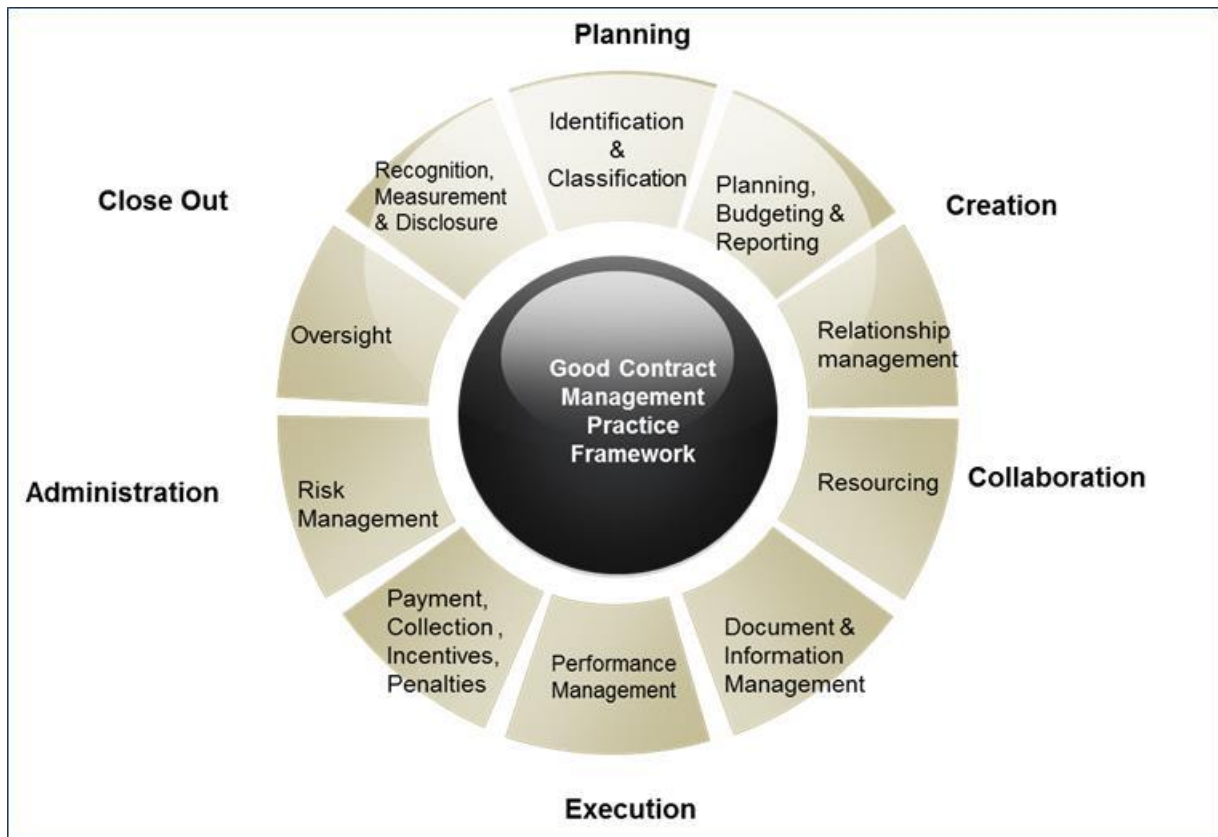 Planning
Identification
&
Classification
Planning,
Budgeting &
Reporting
Creation
Relationship
management
Resourcing
Collaboration
Document &
Information
Management
Performance
Management
Execution
Payment,
Collection ,
Incentives,
Penalties
Risk
Management
Administration
Oversight
Close Out
Recognition,
Measurement
& Disclosure
Good Contract
Management
Practice
Framework